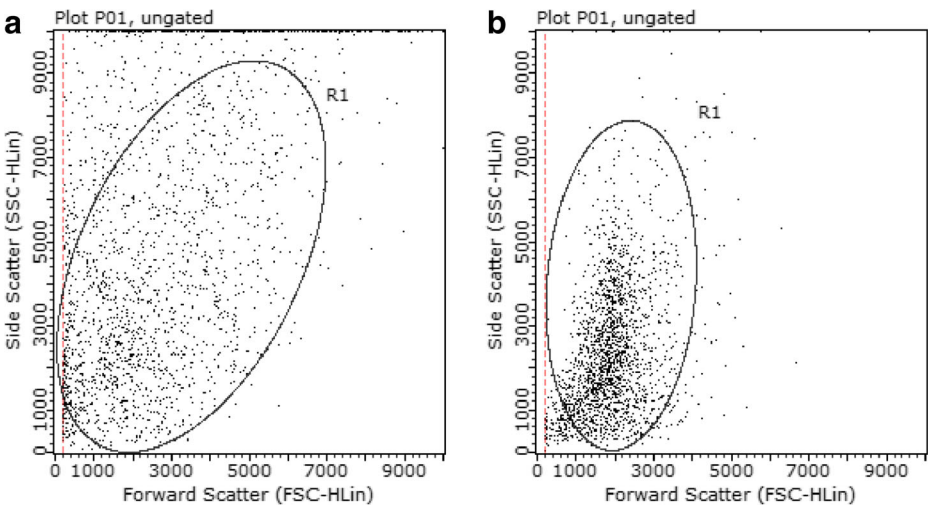 a
Plot P01, ungated
R1
Side Scatter (SSC-HLin)
9000
7000
5000
3000
1000
0
0 1000 3000 5000 7000 9000
Forward Scatter (FSC-HLin)
b
Plot P01, ungated
R1
Side Scatter (SSC-HLin)
9000
7000
5000
3000
1000
0
0 1000 3000 5000 7000 9000
Forward Scatter (FSC-HLin)